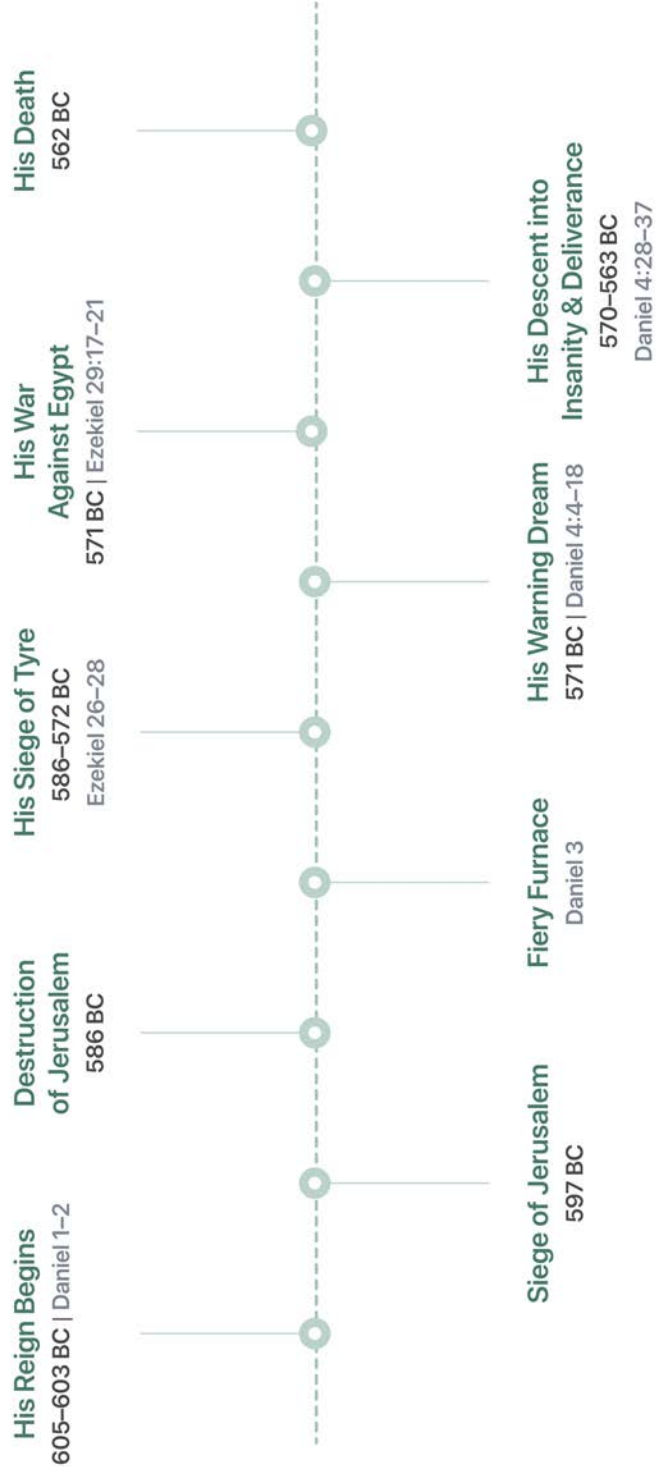 His Reign Begins
605–603 BC | Daniel 1–2
Siege of Jerusalem
597 BC
Destruction
of Jerusalem
586 BC
Fiery Furnace
Daniel 3
His Siege of Tyre
586–572 BC
Ezekiel 26–28
His Warning Dream
571 BC | Daniel 4:4–18
His War
Against Egypt
571 BC | Ezekiel 29:17–21
His Descent into
Insanity & Deliverance
570–563 BC
Daniel 4:28–37
His Death
562 BC